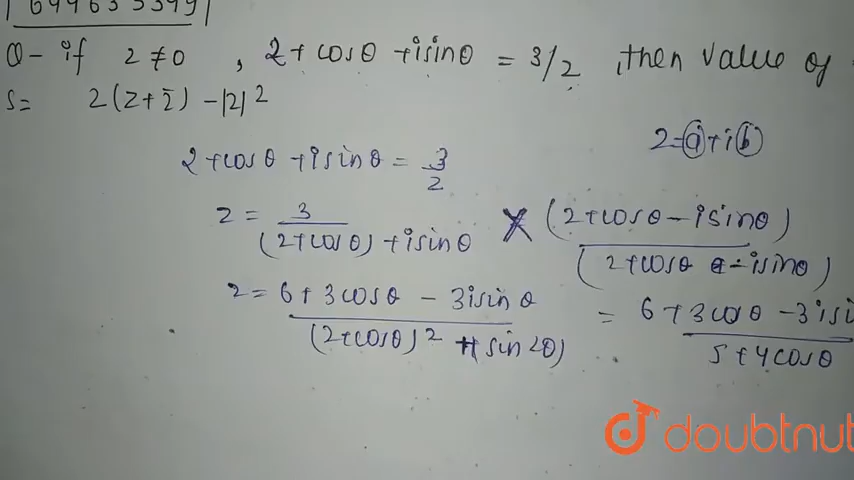 644633399
Q- if z ≠ 0 , 2 + cosθ + isinθ = 3/z , then value of
S = 2(z + z̄) - |z|²
z = a + ib
2 + cosθ + isinθ = 3/z
z = 3/((2+cosθ) + isinθ) × (2+cosθ - isinθ)/(2+cosθ - isinθ)
z = (6 + 3cosθ - 3isinθ)/((2+cosθ)² + (sin²θ)) = (6 + 3cosθ - 3isi)/(5 + 4cosθ)
doubtnut